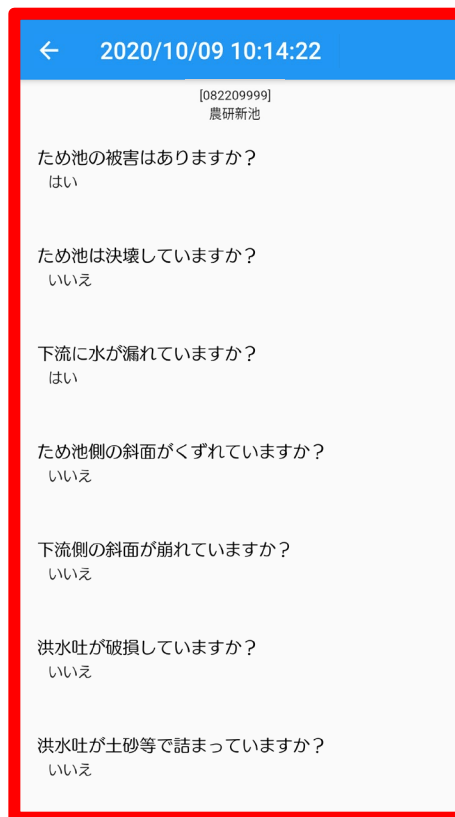 ← 2020/10/09 10:14:22
[082209999]
農研新池
ため池の被害はありますか？
はい
ため池は決壊していますか？
いいえ
下流に水が漏れていますか？
はい
ため池側の斜面がくずれていますか？
いいえ
下流側の斜面が崩れていますか？
いいえ
洪水吐が破損していますか？
いいえ
洪水吐が土砂等で詰まっていますか？
いいえ